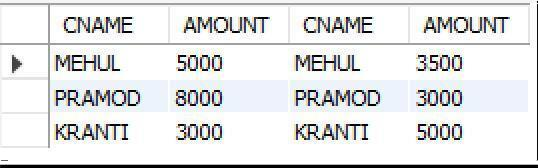 CNAME AMOUNT CNAME AMOUNT
MEHUL 5000 MEHUL 3500
PRAMOD 8000 PRAMOD 3000
KRANTI 3000 KRANTI 5000